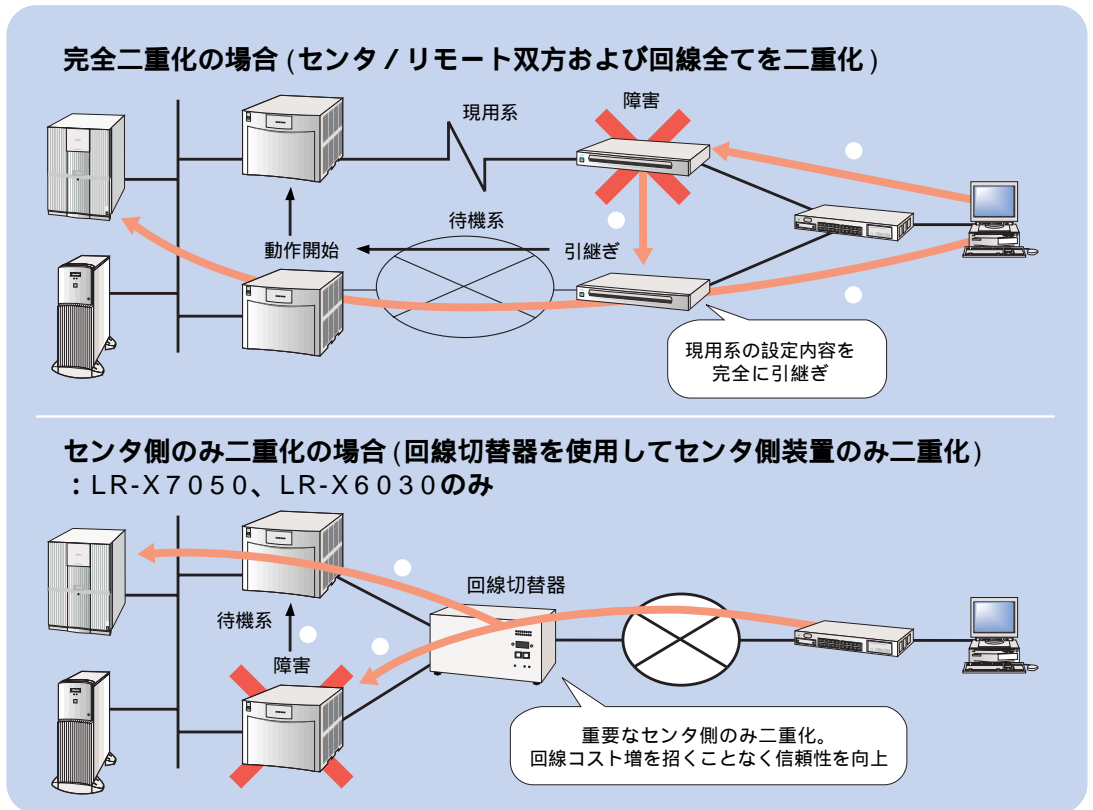 完全二重化の場合(センタ/リモート双方および回線全てを二重化)
障害
現用系
待機系
動作開始
引継ぎ
現用系の設定内容を
完全に引継ぎ
センタ側のみ二重化の場合(回線切替器を使用してセンタ側装置のみ二重化)
:LR-X7050、LR-X6030のみ
回線切替器
待機系
障害
重要なセンタ側のみ二重化。
回線コスト増を招くことなく信頼性を向上